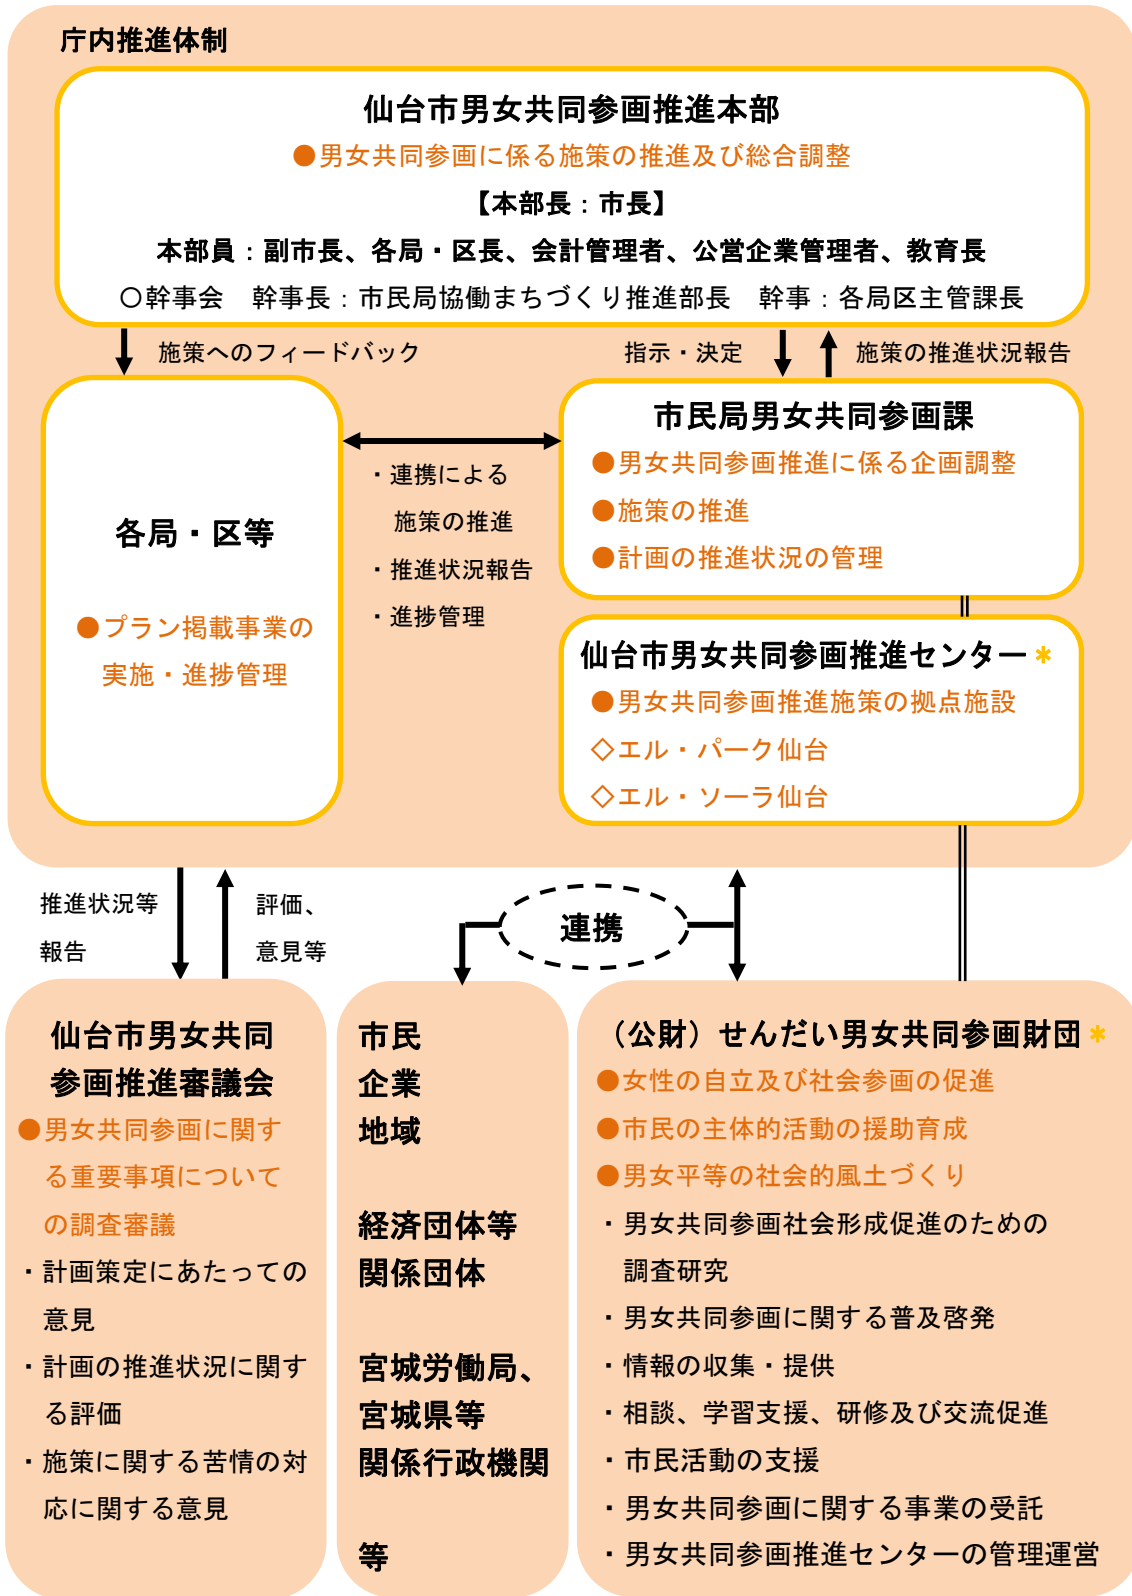 庁内推進体制
仙台市男女共同参画推進本部
●男女共同参画に係る施策の推進及び総合調整
【本部長：市長】
本部員：副市長、各局・区長、会計管理者、公営企業管理者、教育長
○幹事会　幹事長：市民局協働まちづくり推進部長　幹事：各局区主管課長
施策へのフィードバック
指示・決定
施策の推進状況報告
各局・区等
●プラン掲載事業の
実施・進捗管理
・連携による
施策の推進
・推進状況報告
・進捗管理
市民局男女共同参画課
●男女共同参画推進に係る企画調整
●施策の推進
●計画の推進状況の管理
仙台市男女共同参画推進センター＊
●男女共同参画推進施策の拠点施設
◇エル・パーク仙台
◇エル・ソーラ仙台
推進状況等
報告
評価、
意見等
連携
仙台市男女共同
参画推進審議会
●男女共同参画に関す
る重要事項について
の調査審議
・計画策定にあたっての
意見
・計画の推進状況に関す
る評価
・施策に関する苦情の対
応に関する意見
市民
企業
地域
経済団体等
関係団体
宮城労働局、
宮城県等
関係行政機関
等
（公財）せんだい男女共同参画財団＊
●女性の自立及び社会参画の促進
●市民の主体的活動の援助育成
●男女平等の社会的風土づくり
・男女共同参画社会形成促進のための
調査研究
・男女共同参画に関する普及啓発
・情報の収集・提供
・相談、学習支援、研修及び交流促進
・市民活動の支援
・男女共同参画に関する事業の受託
・男女共同参画推進センターの管理運営